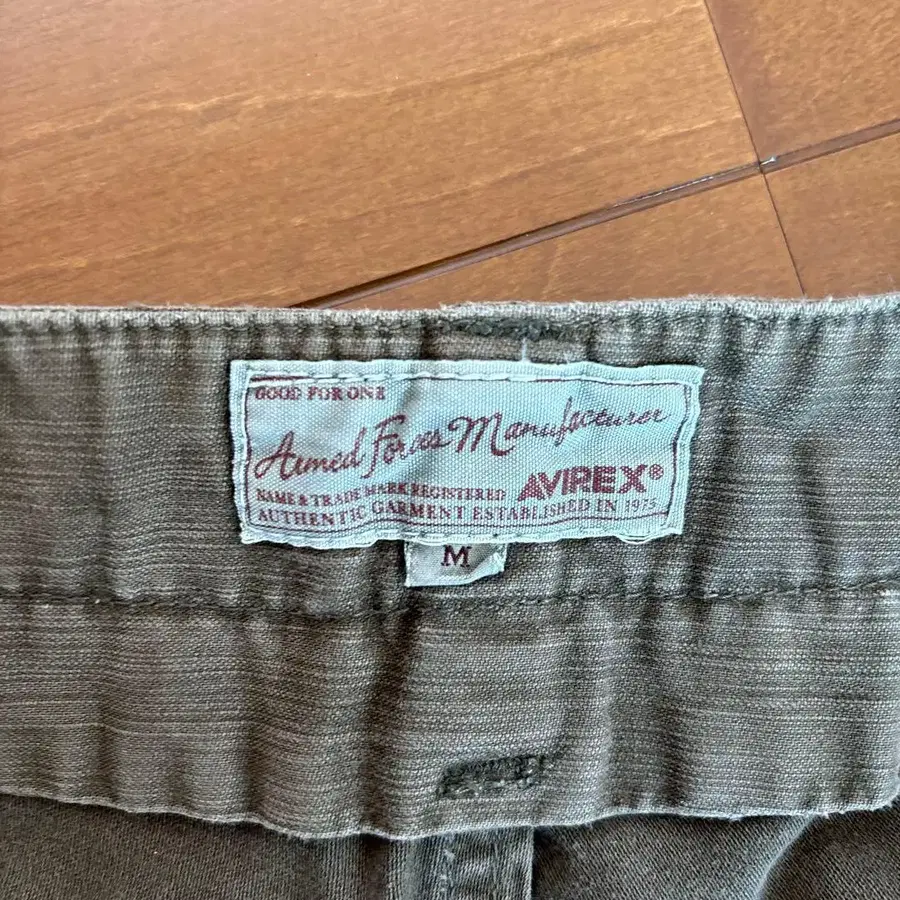 GOOD FOR ONE
Armed Forces Manufacturer
NAME & TRADE MARK REGISTERED AVIREX®
AUTHENTIC GARMENT ESTABLISHED IN 1975
M